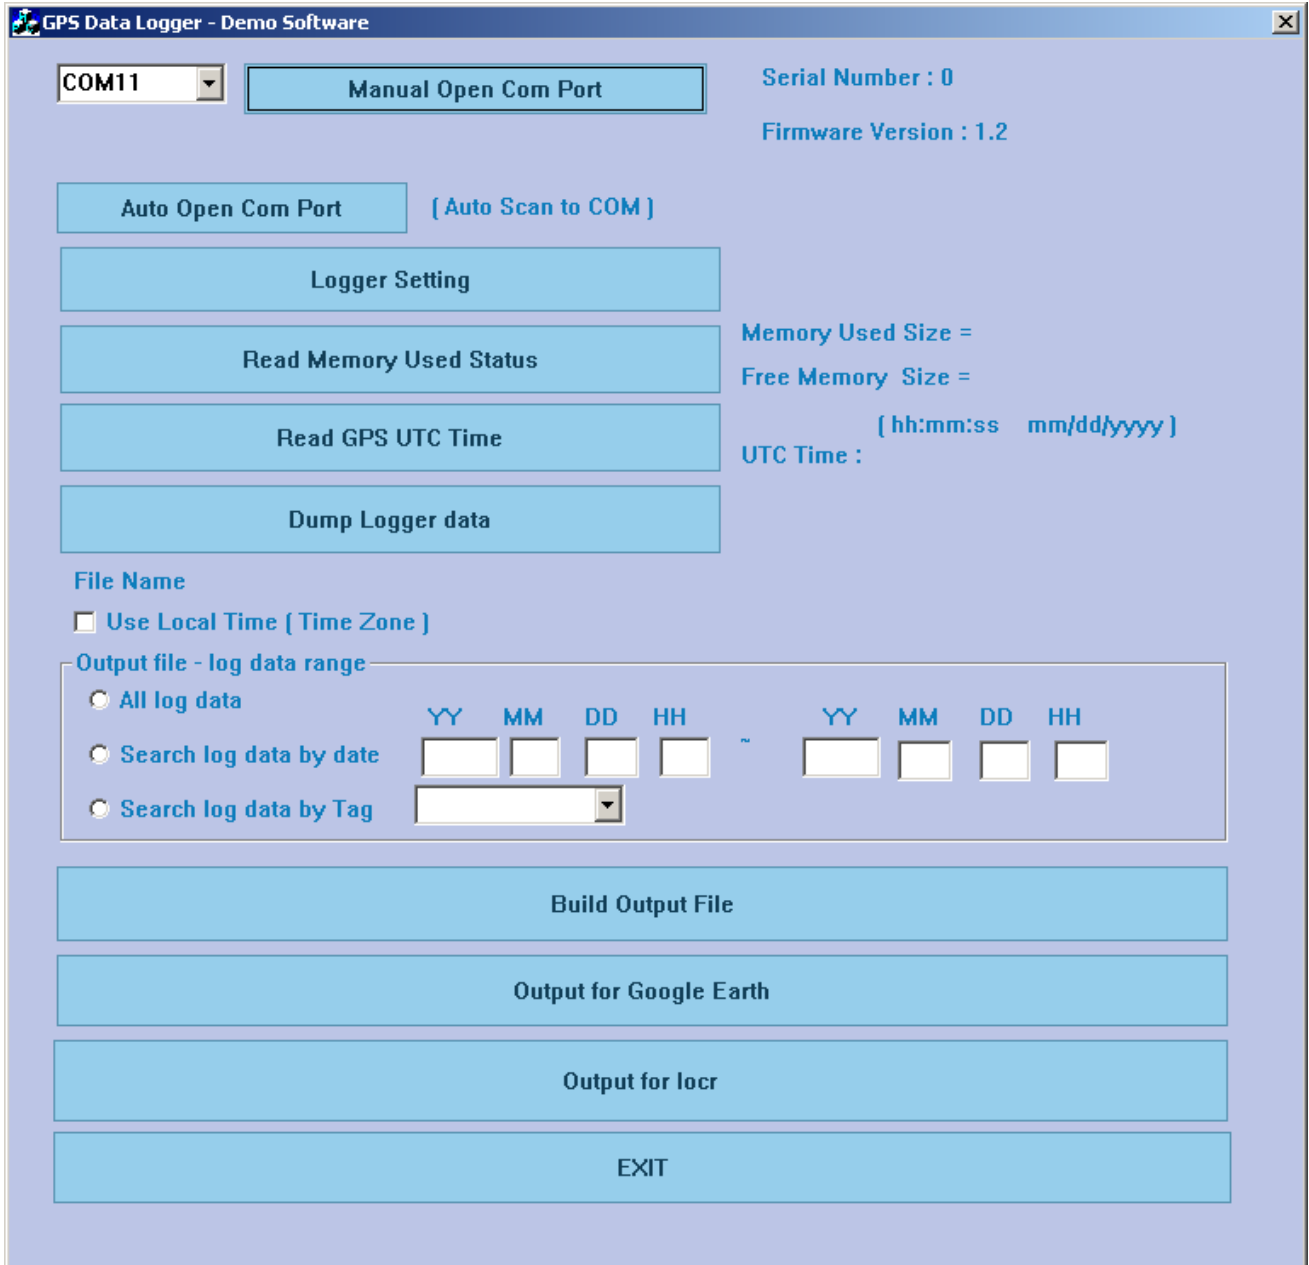 GPS Data Logger - Demo Software
COM11
Manual Open Com Port
Serial Number : 0
Firmware Version : 1.2
Auto Open Com Port
( Auto Scan to COM )
Logger Setting
Read Memory Used Status
Memory Used Size =
Free Memory Size =
Read GPS UTC Time
( hh:mm:ss mm/dd/yyyy )
UTC Time :
Dump Logger data
File Name
Use Local Time ( Time Zone )
Output file - log data range
All log data
YY MM DD HH ~ YY MM DD HH
Search log data by date
Search log data by Tag
Build Output File
Output for Google Earth
Output for locr
EXIT